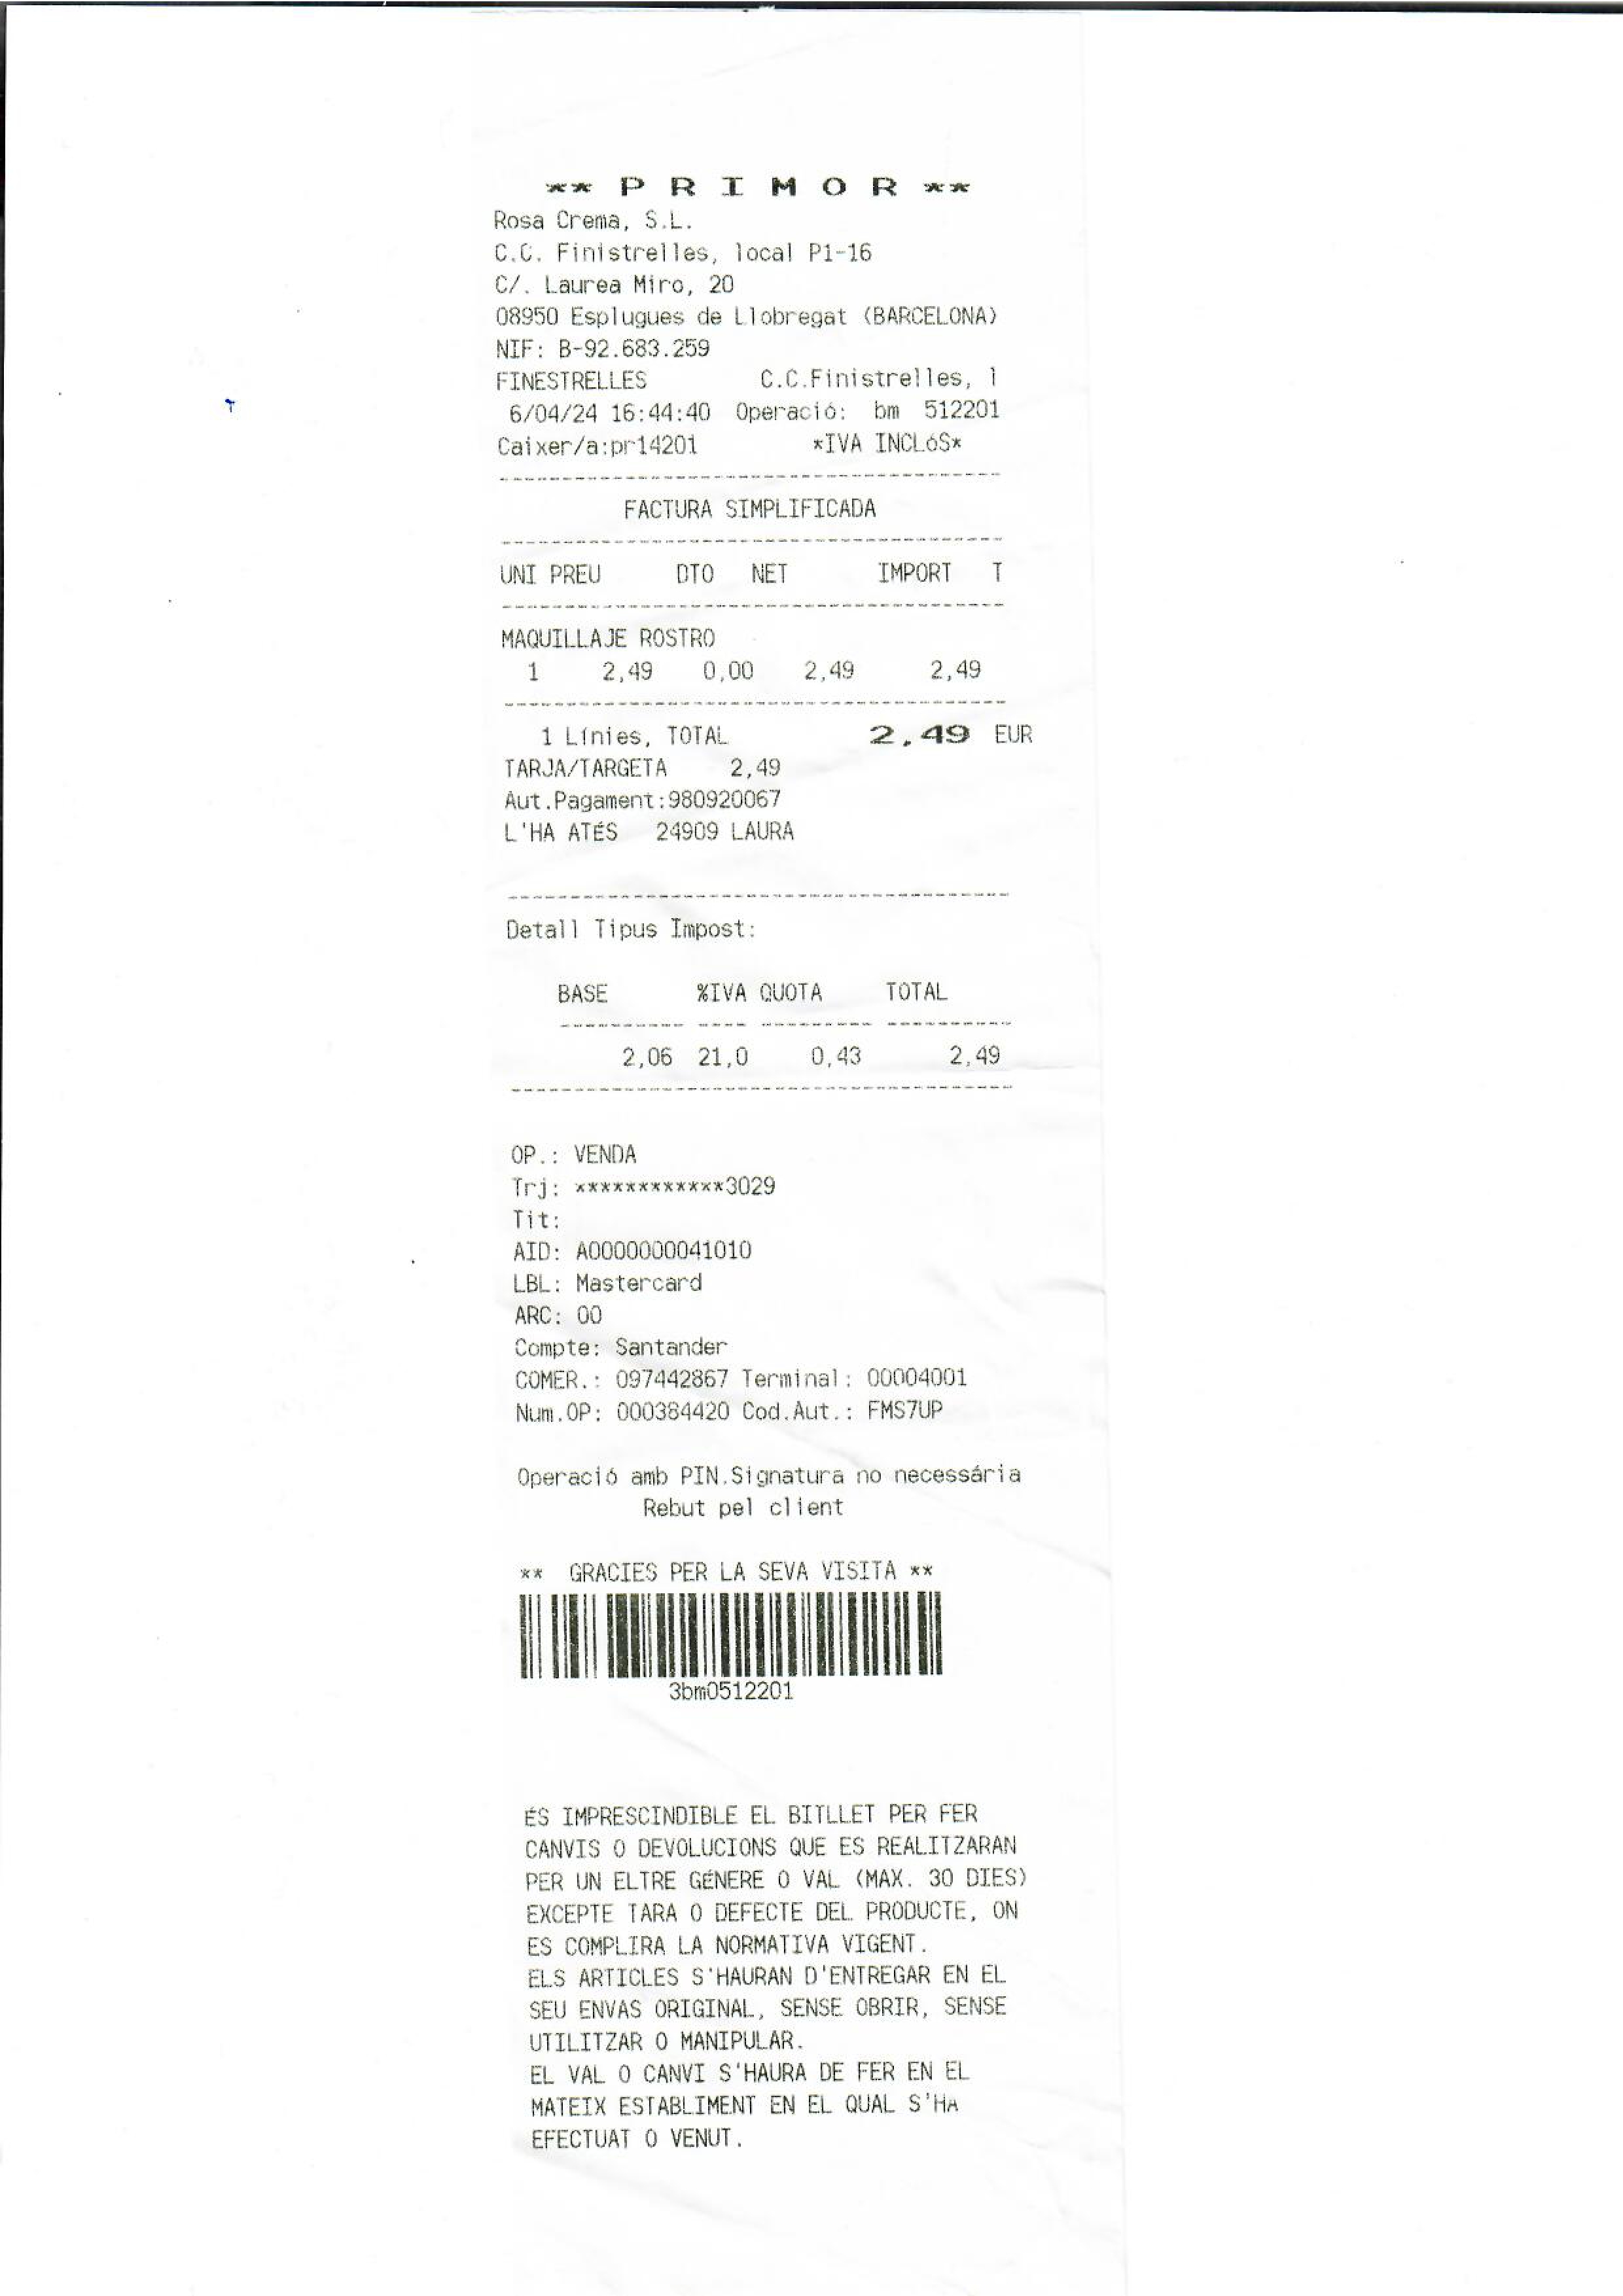 ** P R I M O R **
Rosa Crema, S.L.
C.C. Finistrelles, local P1-16
C/. Laurea Miro, 20
08950 Esplugues de Llobregat (BARCELONA)
NIF: B-92.683.259
FINESTRELLES C.C.Finistrelles, l
6/04/24 16:44:40 Operació: bm 512201
Caixer/a:pr14201 *IVA INCLóS*
FACTURA SIMPLIFICADA
UNI PREU DTO NET IMPORT T
MAQUILLAJE ROSTRO
1 2,49 0,00 2,49 2,49
1 Línies, TOTAL 2,49 EUR
TARJA/TARGETA 2,49
Aut.Pagament:980920067
L'HA ATÉS 24909 LAURA
Detall Tipus Impost:
BASE %IVA QUOTA TOTAL
2,06 21,0 0,43 2,49
OP.: VENDA
Trj: ************3029
Tit:
AID: A0000000041010
LBL: Mastercard
ARC: 00
Compte: Santander
COMER.: 097442867 Terminal: 00004001
Num.OP: 000384420 Cod.Aut.: FMS7UP
Operació amb PIN.Signatura no necessária
Rebut pel client
** GRACIES PER LA SEVA VISITA **
3bm0512201
ÉS IMPRESCINDIBLE EL BITLLET PER FER
CANVIS O DEVOLUCIONS QUE ES REALITZARAN
PER UN ELTRE GÉNERE O VAL (MAX. 30 DIES)
EXCEPTE TARA O DEFECTE DEL PRODUCTE, ON
ES COMPLIRA LA NORMATIVA VIGENT.
ELS ARTICLES S'HAURAN D'ENTREGAR EN EL
SEU ENVAS ORIGINAL, SENSE OBRIR, SENSE
UTILITZAR O MANIPULAR.
EL VAL O CANVI S'HAURA DE FER EN EL
MATEIX ESTABLIMENT EN EL QUAL S'HA
EFECTUAT O VENUT.